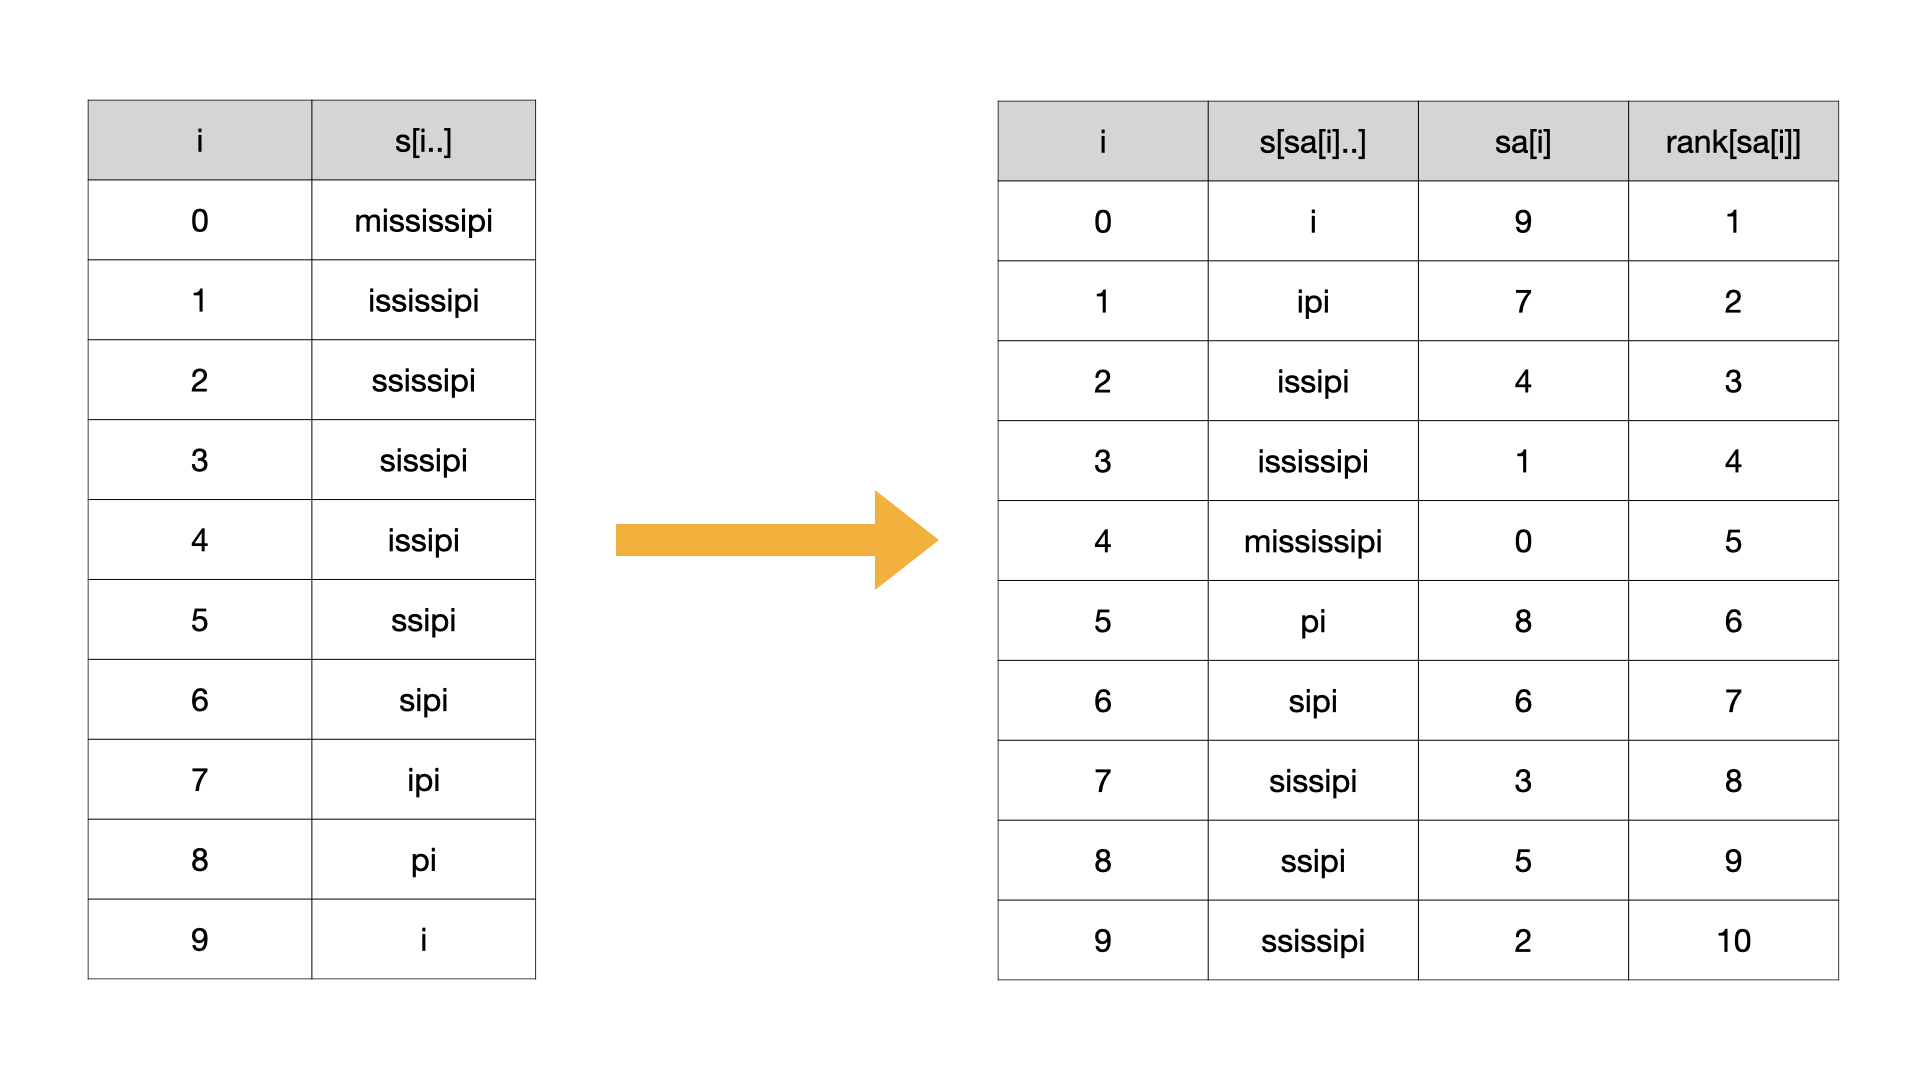 i s[i..]
0 mississipi
1 ississipi
2 ssissipi
3 sissipi
4 issipi
5 ssipi
6 sipi
7 ipi
8 pi
9 i
i s[sa[i]..] sa[i] rank[sa[i]]
0 i 9 1
1 ipi 7 2
2 issipi 4 3
3 ississipi 1 4
4 mississipi 0 5
5 pi 8 6
6 sipi 6 7
7 sissipi 3 8
8 ssipi 5 9
9 ssissipi 2 10